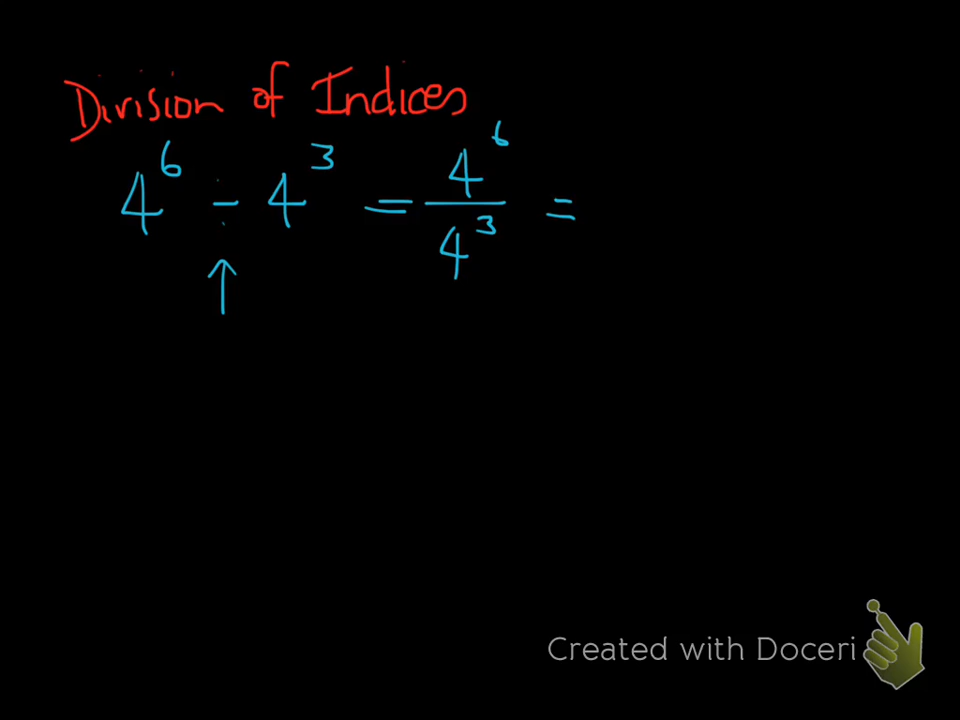 Division of Indices
4⁶ ÷ 4³ = 4⁶/4³ =
↑
Created with Doceri